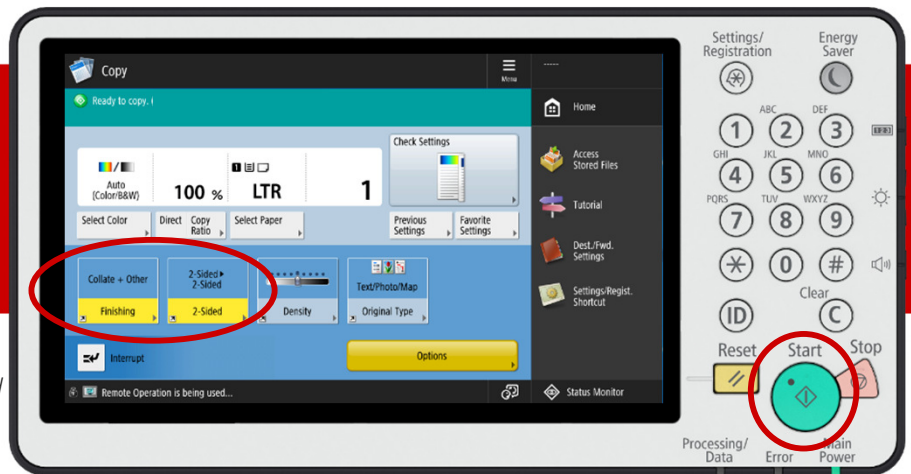 Copy
Menu
-----
Ready to copy. (
Home
Check Settings
Auto
(Color/B&W)
100 %
1
LTR
1
Select Color
Direct
Copy
Ratio
Select Paper
Previous
Settings
Favorite
Settings
Access
Stored Files
Tutorial
Dest./Fwd.
Settings
Settings/Regist.
Shortcut
Collate + Other
Finishing
2-Sided▶
2-Sided
2-Sided
Density
Text/Photo/Map
Original Type
Interrupt
Options
Remote Operation is being used...
Status Monitor
Settings/
Registration
Energy
Saver
ABC DEF
1 2 3
GHI JKL MNO
4 5 6
PQRS TUV WXYZ
7 8 9
* 0 #
Clear
ID C
Reset Start Stop
Processing/
Data
Error
Main
Power